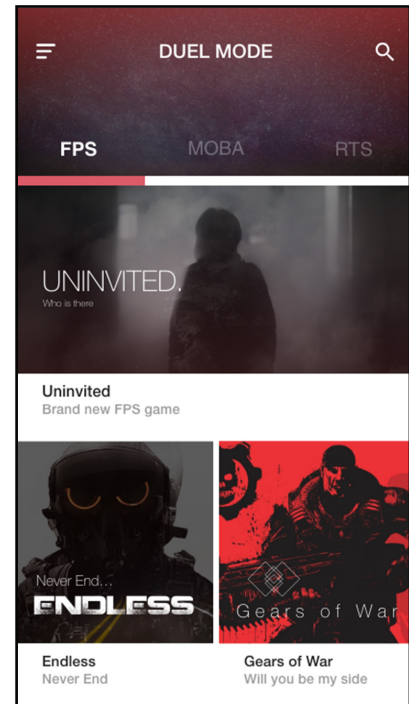 DUEL MODE
FPS MOBA RTS
UNINVITED.
Who is there
Uninvited
Brand new FPS game
Never End...
ENDLESS
Gears of War
Endless
Never End
Gears of War
Will you be my side